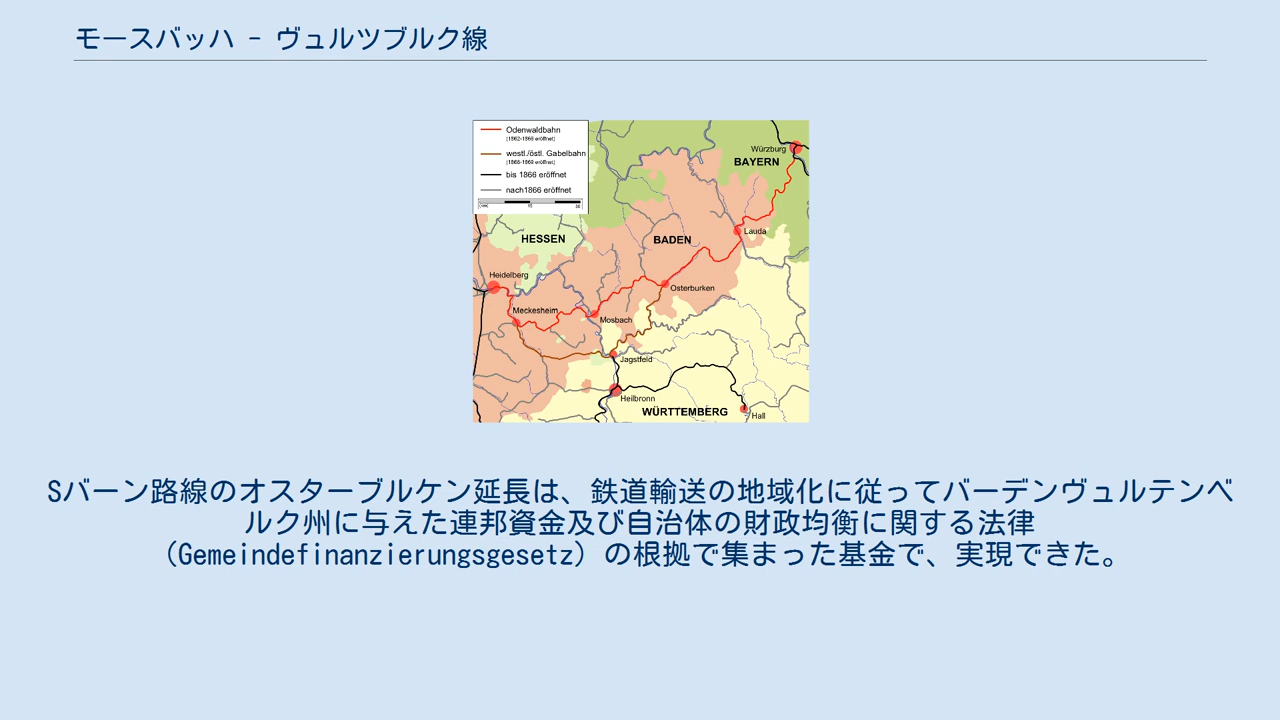 モースバッハ - ヴュルツブルク線
Odenwaldbahn
(1862-1866 eröffnet)
westl./östl. Gabelbahn
(1866-1869 eröffnet)
bis 1866 eröffnet
nach1866 eröffnet
Würzburg
BAYERN
HESSEN
BADEN
Lauda
Heidelberg
Osterburken
Meckesheim
Mosbach
Jagstfeld
Heilbronn
WÜRTTEMBERG
Hall
Sバーン路線のオスターブルケン延長は、鉄道輸送の地域化に従ってバーデンヴュルテンベ
ルク州に与えた連邦資金及び自治体の財政均衡に関する法律
（Gemeindefinanzierungsgesetz）の根拠で集まった基金で、実現できた。